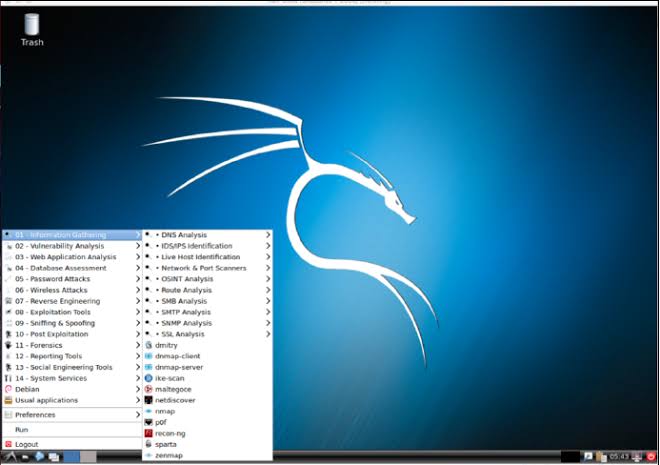 Trash
01 - Information Gathering
02 - Vulnerability Analysis
03 - Web Application Analysis
04 - Database Assessment
05 - Password Attacks
06 - Wireless Attacks
07 - Reverse Engineering
08 - Exploitation Tools
09 - Sniffing & Spoofing
10 - Post Exploitation
11 - Forensics
12 - Reporting Tools
13 - Social Engineering Tools
14 - System Services
Debian
Usual applications
Preferences
Run
Logout
• DNS Analysis
• IDS/IPS Identification
• Live Host Identification
• Network & Port Scanners
• OSINT Analysis
• Route Analysis
• SMB Analysis
• SMTP Analysis
• SNMP Analysis
• SSL Analysis
dmitry
dnmap-client
dnmap-server
ike-scan
maltegoce
netdiscover
nmap
p0f
recon-ng
sparta
zenmap
05:43